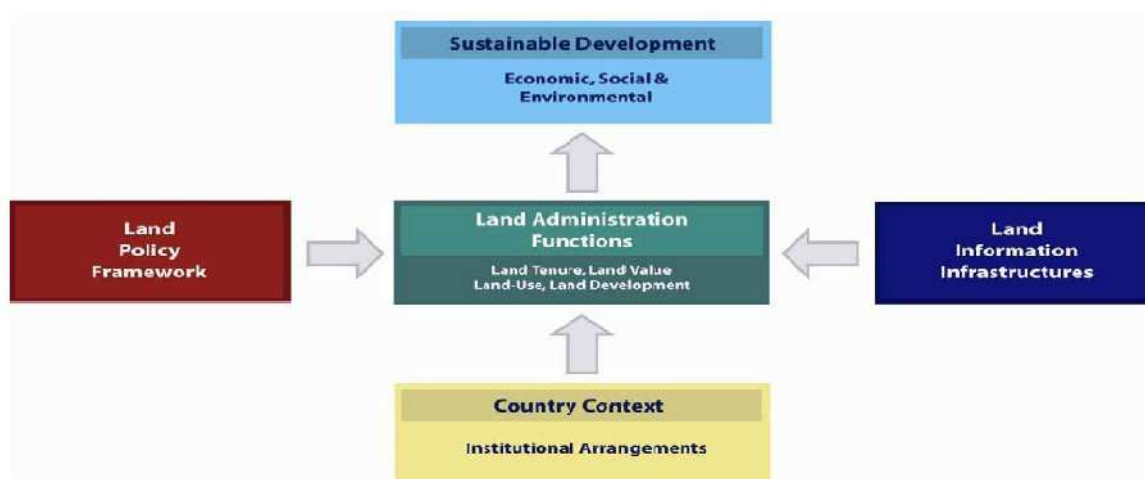 Sustainable Development
Economic, Social &
Environmental
Land
Policy
Framework
Land Administration
Functions
Land Tenure, Land Value
Land-Use, Land Development
Land
Information
Infrastructures
Country Context
Institutional Arrangements